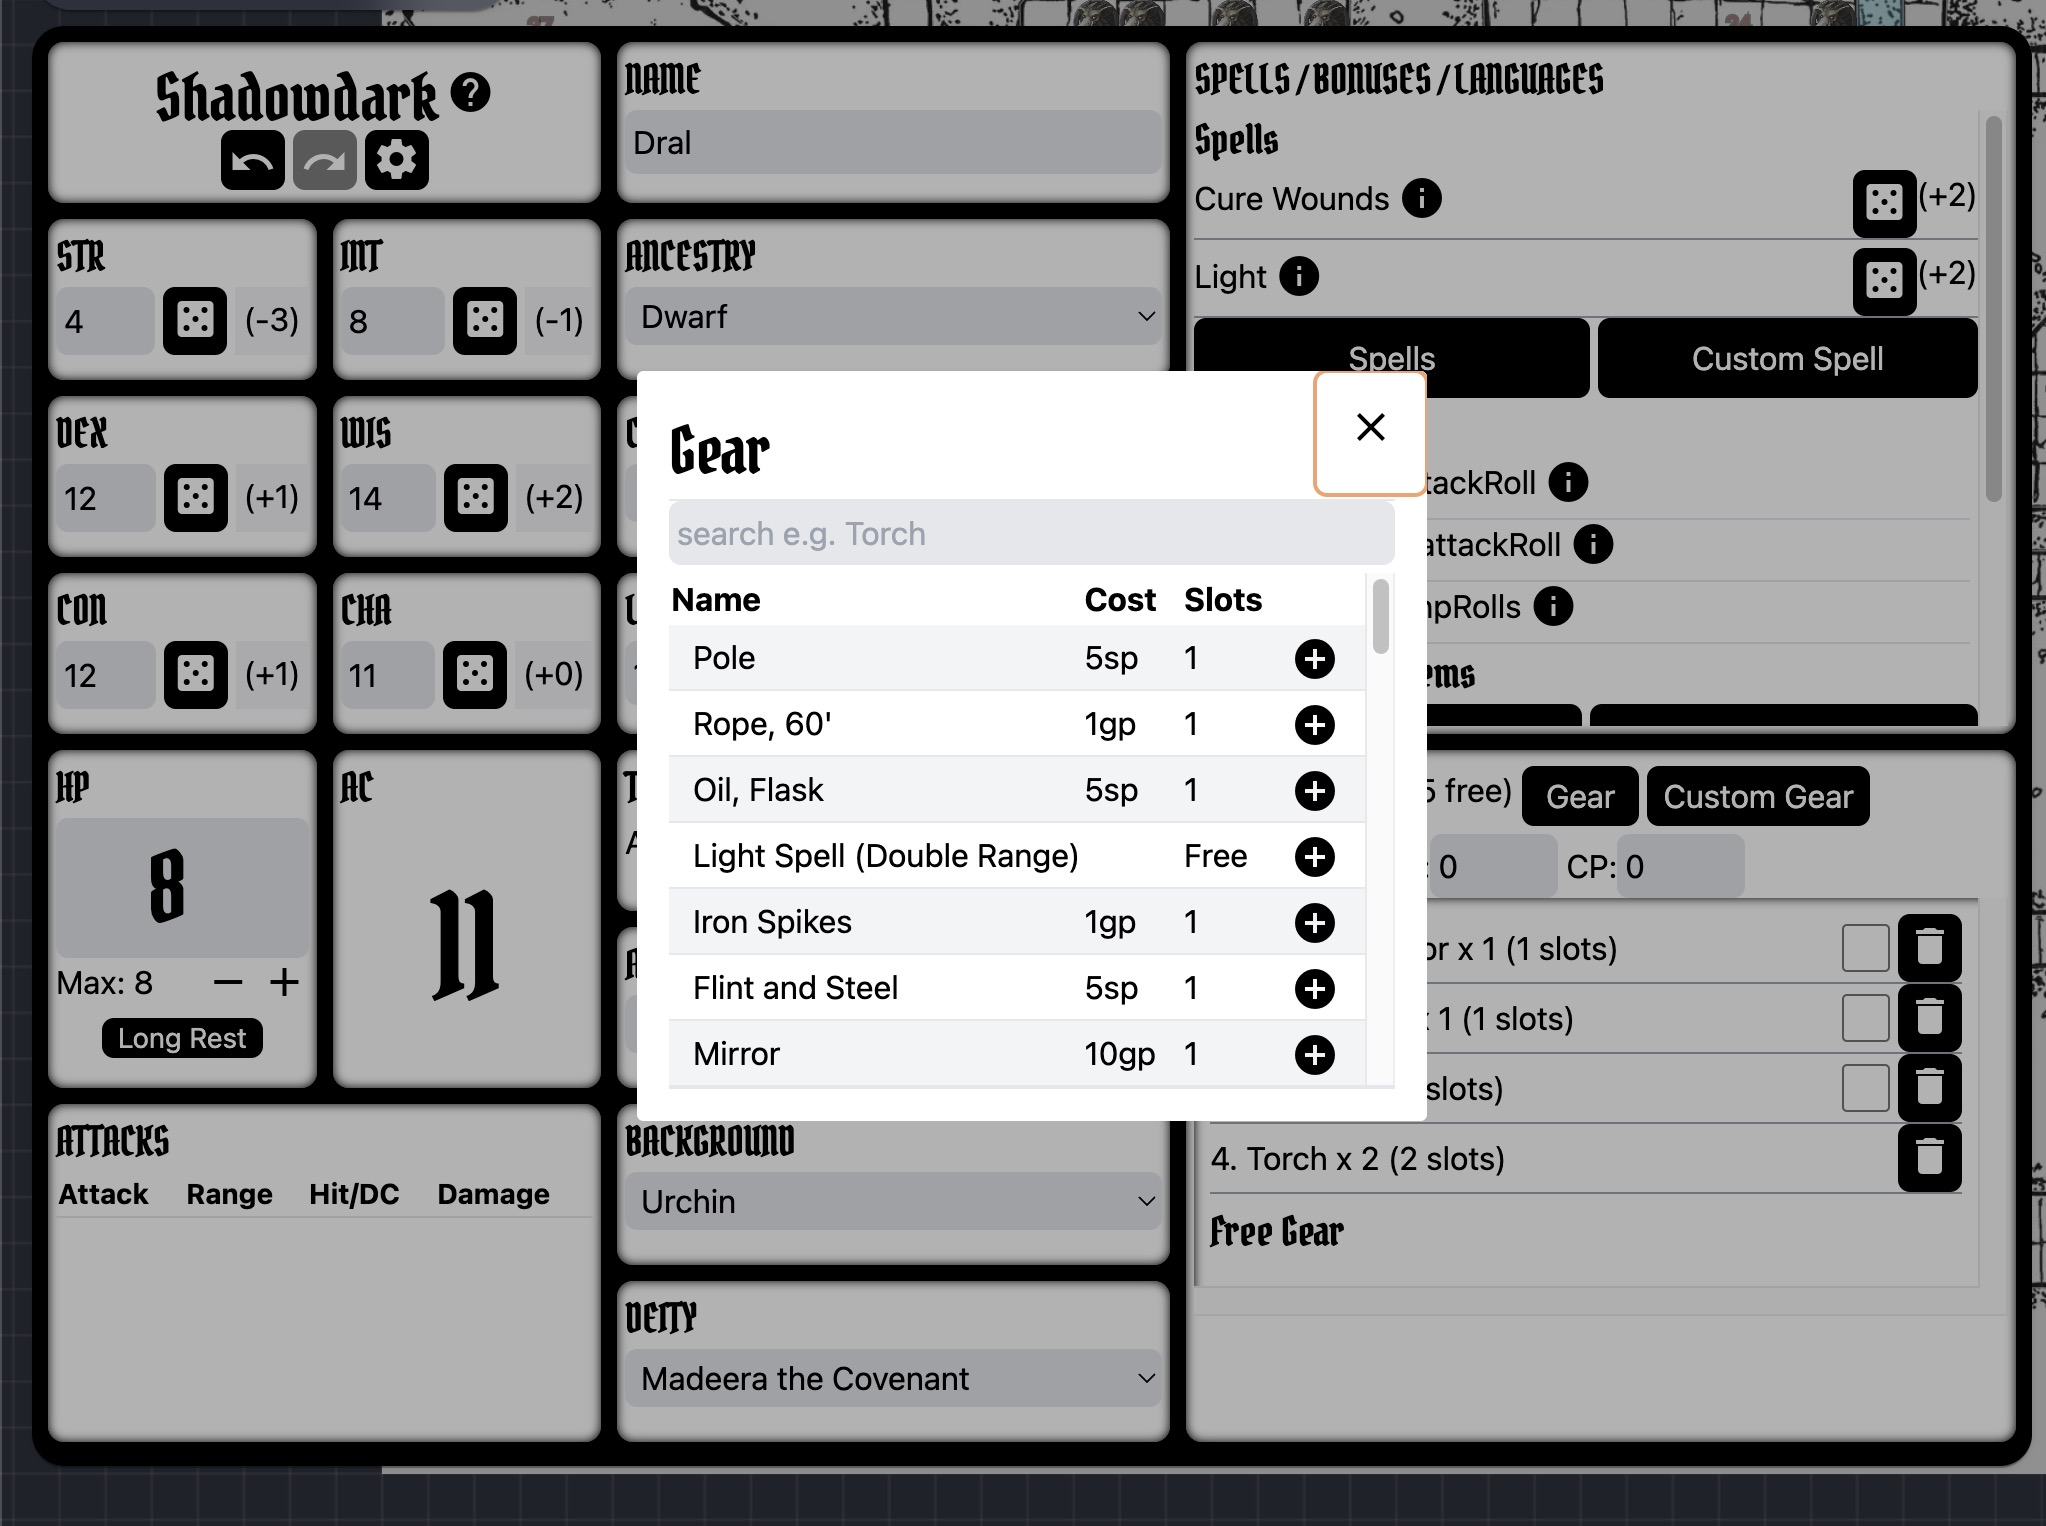 Shadowdark ?
STR
4 (-3)
INT
8 (-1)
DEX
12 (+1)
WIS
14 (+2)
CON
12 (+1)
CHA
11 (+0)
HP
8
Max: 8 − +
Long Rest
AC
11
ATTACKS
Attack Range Hit/DC Damage
NAME
Dral
ANCESTRY
Dwarf
BACKGROUND
Urchin
DEITY
Madeera the Covenant
SPELLS/BONUSES/LANGUAGES
Spells
Cure Wounds i (+2)
Light i (+2)
Spells Custom Spell
tackRoll i
attackRoll i
pRolls i
ems
5 free) Gear Custom Gear
: 0 CP: 0
or x 1 (1 slots)
1 (1 slots)
slots)
4. Torch x 2 (2 slots)
Free Gear
Gear
search e.g. Torch
Name Cost Slots
Pole 5sp 1
Rope, 60' 1gp 1
Oil, Flask 5sp 1
Light Spell (Double Range) Free
Iron Spikes 1gp 1
Flint and Steel 5sp 1
Mirror 10gp 1